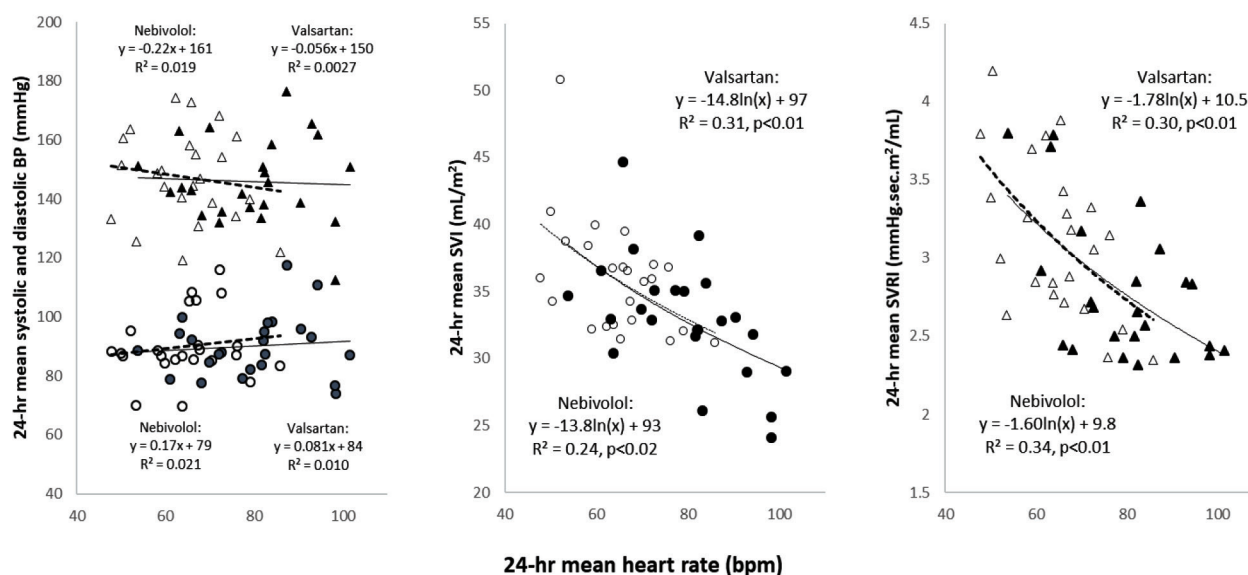 24-hr mean systolic and diastolic BP (mmHg)
200
180
160
140
120
100
80
60
40
Nebivolol:
y = -0.22x + 161
R² = 0.019
Valsartan:
y = -0.056x + 150
R² = 0.0027
Nebivolol:
y = 0.17x + 79
R² = 0.021
Valsartan:
y = 0.081x + 84
R² = 0.010
40 60 80 100
24-hr mean SVI (mL/m²)
55
50
45
40
35
30
25
20
Valsartan:
y = -14.8ln(x) + 97
R² = 0.31, p<0.01
Nebivolol:
y = -13.8ln(x) + 93
R² = 0.24, p<0.02
40 60 80 100
24-hr mean SVRI (mmHg.sec.m²/mL)
4.5
4
3.5
3
2.5
2
1.5
Valsartan:
y = -1.78ln(x) + 10.5
R² = 0.30, p<0.01
Nebivolol:
y = -1.60ln(x) + 9.8
R² = 0.34, p<0.01
40 60 80 100
24-hr mean heart rate (bpm)